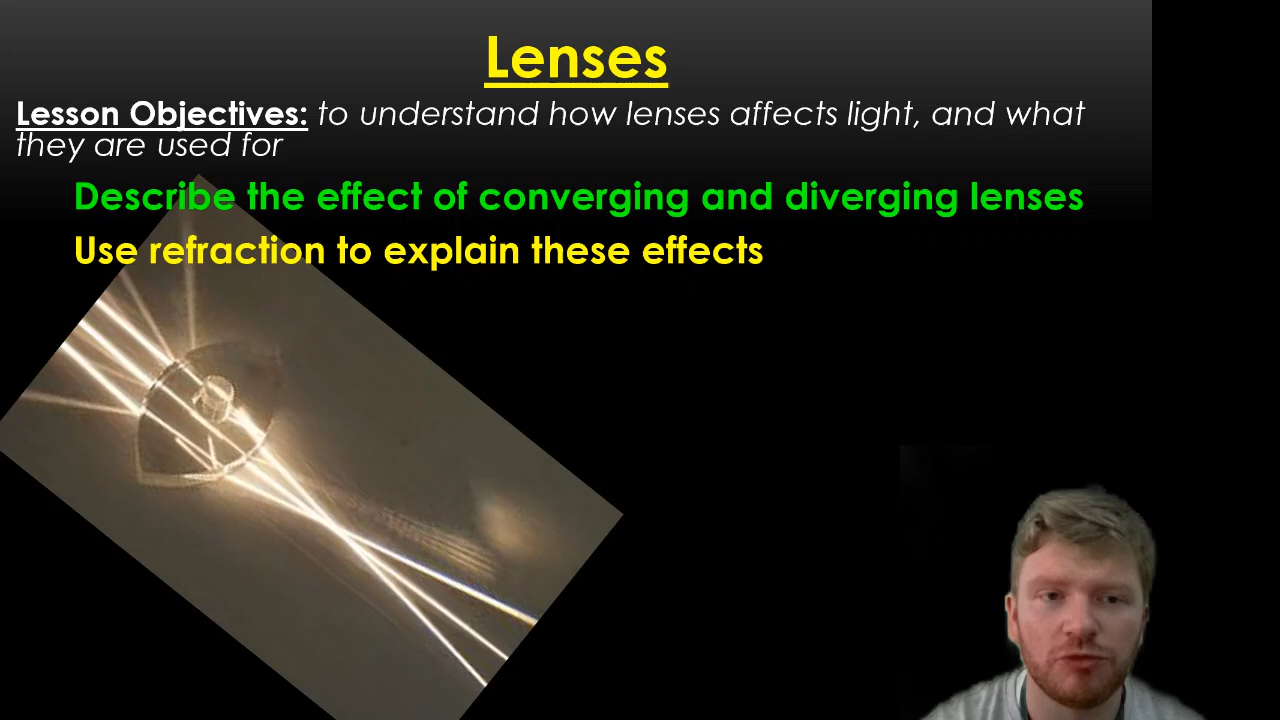 Lenses
Lesson Objectives: to understand how lenses affects light, and what
they are used for
Describe the effect of converging and diverging lenses
Use refraction to explain these effects